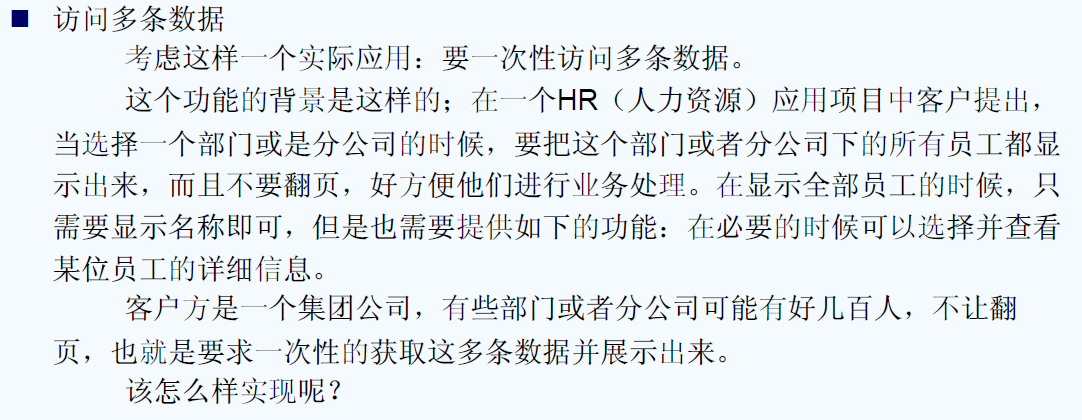 ■ 访问多条数据
考虑这样一个实际应用：要一次性访问多条数据。
这个功能的背景是这样的；在一个HR（人力资源）应用项目中客户提出，
当选择一个部门或是分公司的时候，要把这个部门或者分公司下的所有员工都显
示出来，而且不要翻页，好方便他们进行业务处理。在显示全部员工的时候，只
需要显示名称即可，但是也需要提供如下的功能：在必要的时候可以选择并查看
某位员工的详细信息。
客户方是一个集团公司，有些部门或者分公司可能有好几百人，不让翻
页，也就是要求一次性的获取这多条数据并展示出来。
该怎么样实现呢？